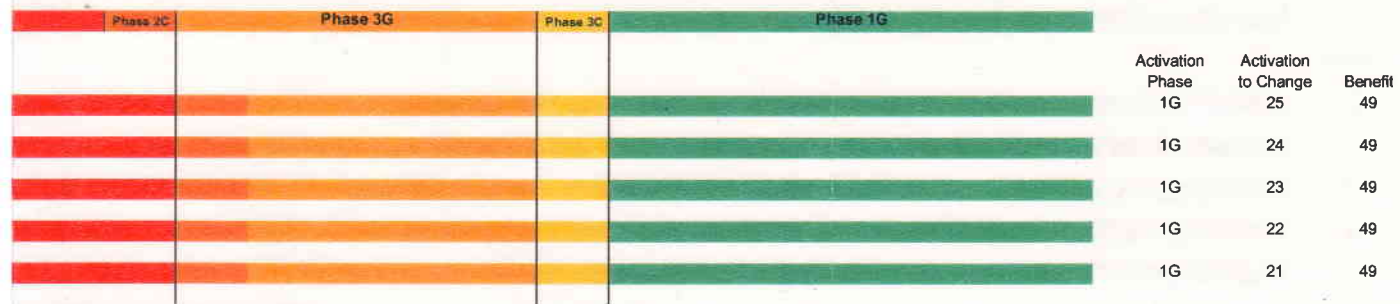 Phase 2C Phase 3G Phase 3C Phase 1G
Activation Activation
Phase to Change Benefit
1G 25 49
1G 24 49
1G 23 49
1G 22 49
1G 21 49